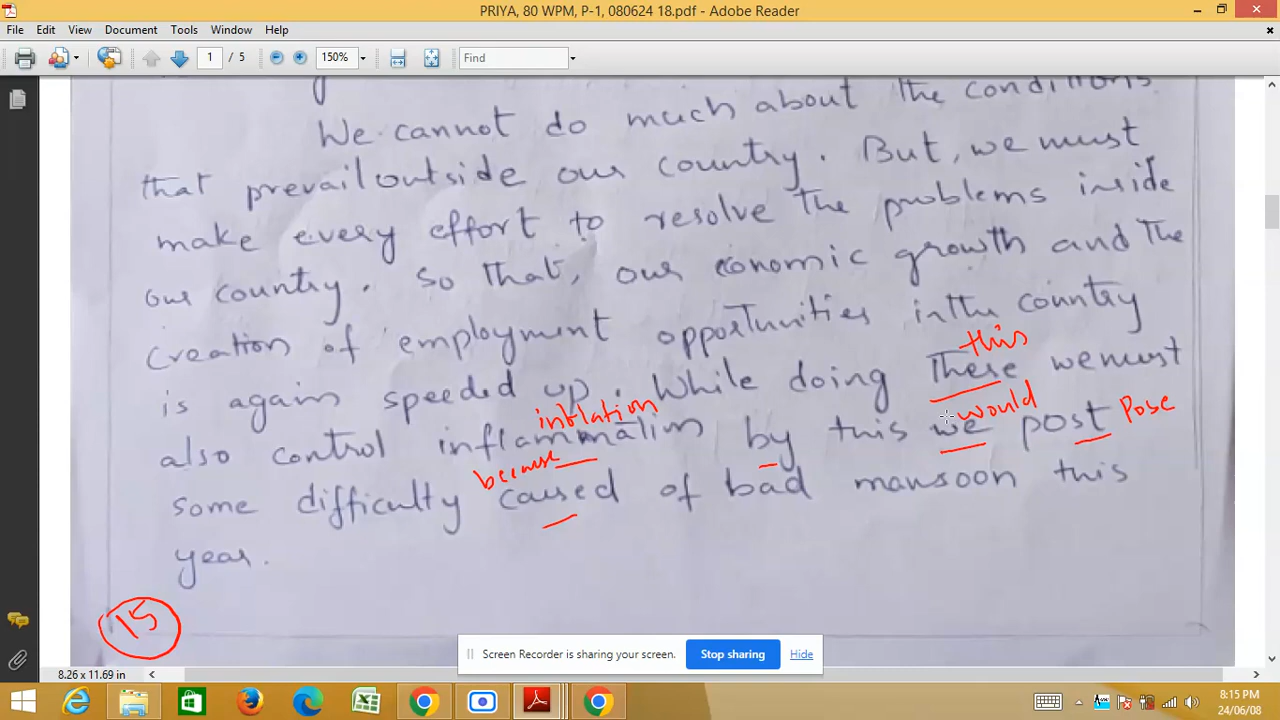 PRIYA, 80 WPM, P-1, 080624 18.pdf - Adobe Reader
File Edit View Document Tools Window Help
1 / 5 150% Find
We cannot do much about the conditions
that prevail outside our country. But, we must
make every effort to resolve the problems inside
our country. So that, our economic growth and the
creation of employment opportunities in the country
this
is again speeded up. While doing these we must
inflation would Pose
also control inflammation by this we post
because
some difficulty caused of bad mansoon this
year.
15
Screen Recorder is sharing your screen. Stop sharing Hide
8.26 x 11.69 in
8:15 PM
24/06/08